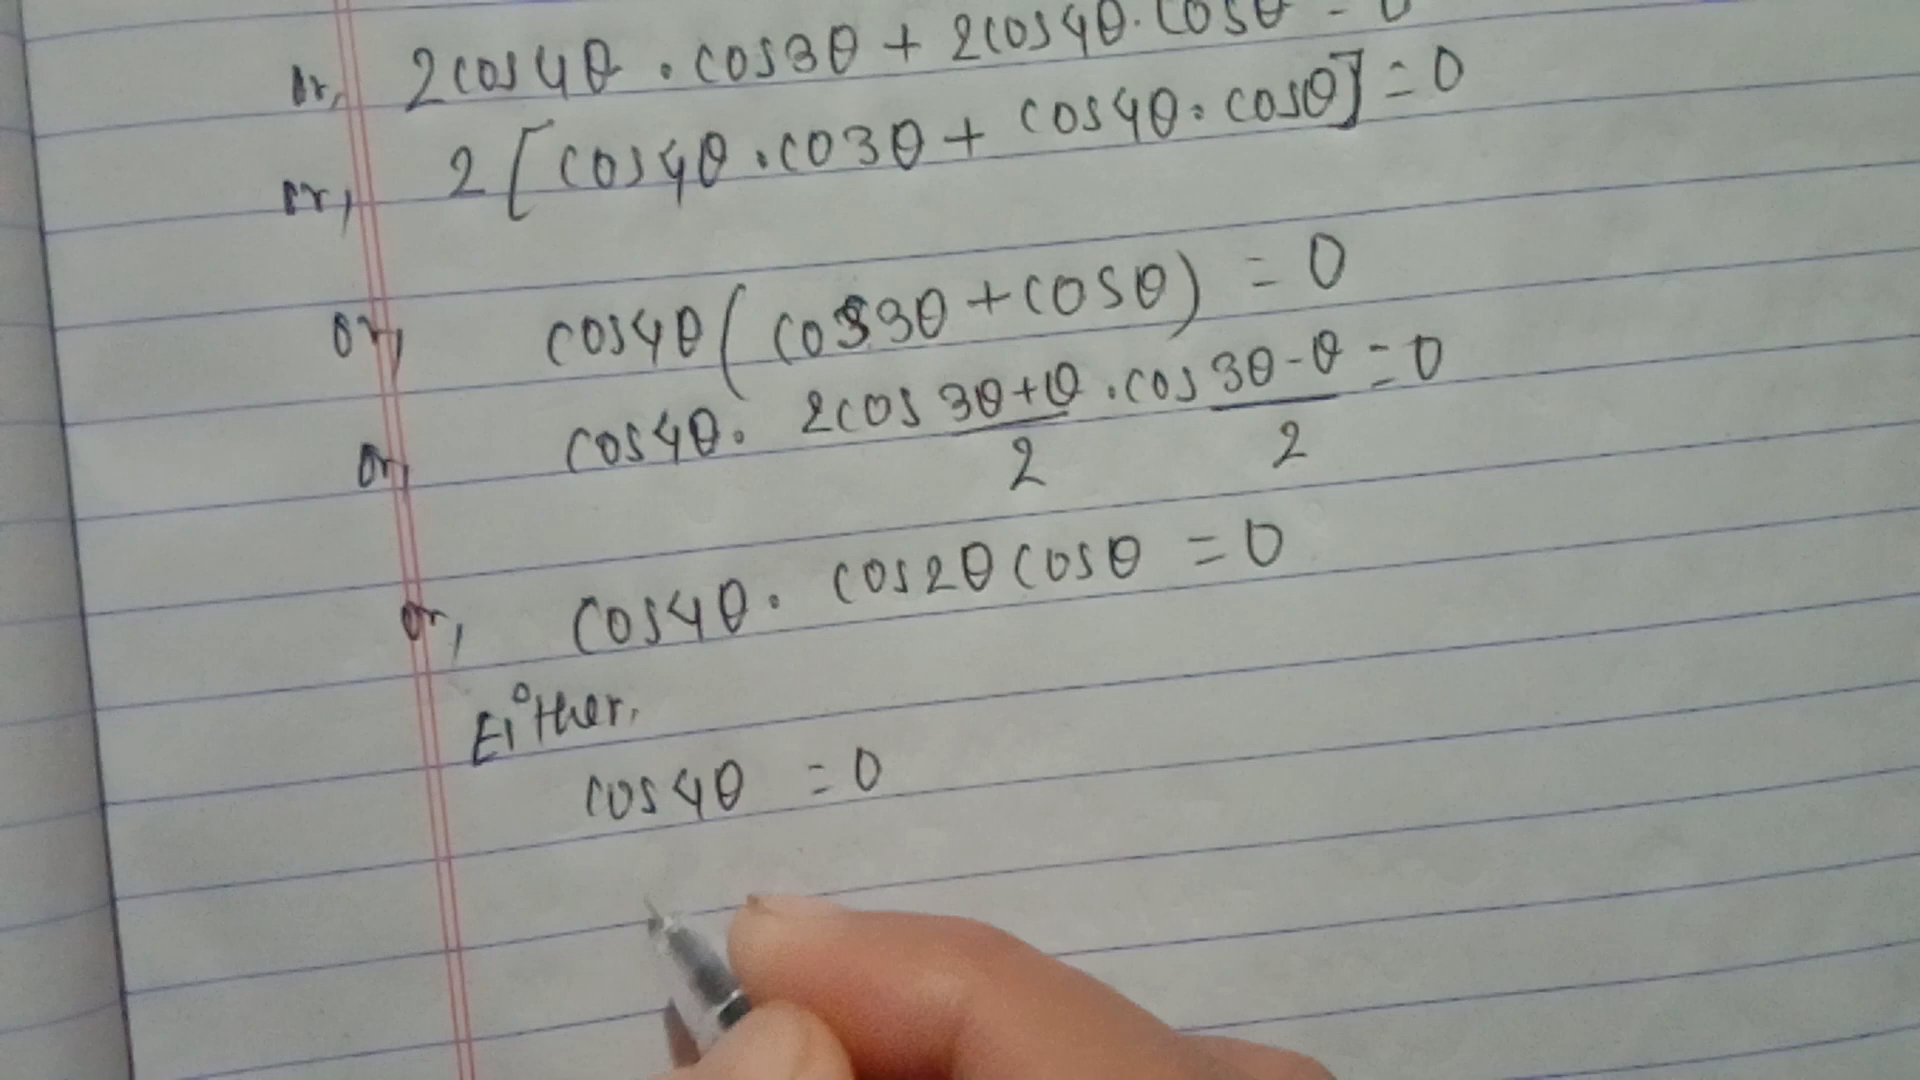 or, 2cos4θ . cos3θ + 2cos4θ . cosθ = 0
or, 2[cos4θ . co3θ + cos4θ . cosθ] = 0
or, cos4θ(cos3θ + cosθ) = 0
or, cos4θ . 2cos (3θ+θ)/2 . cos (3θ-θ)/2 = 0
or, cos4θ . cos2θ cosθ = 0
Either,
cos4θ = 0